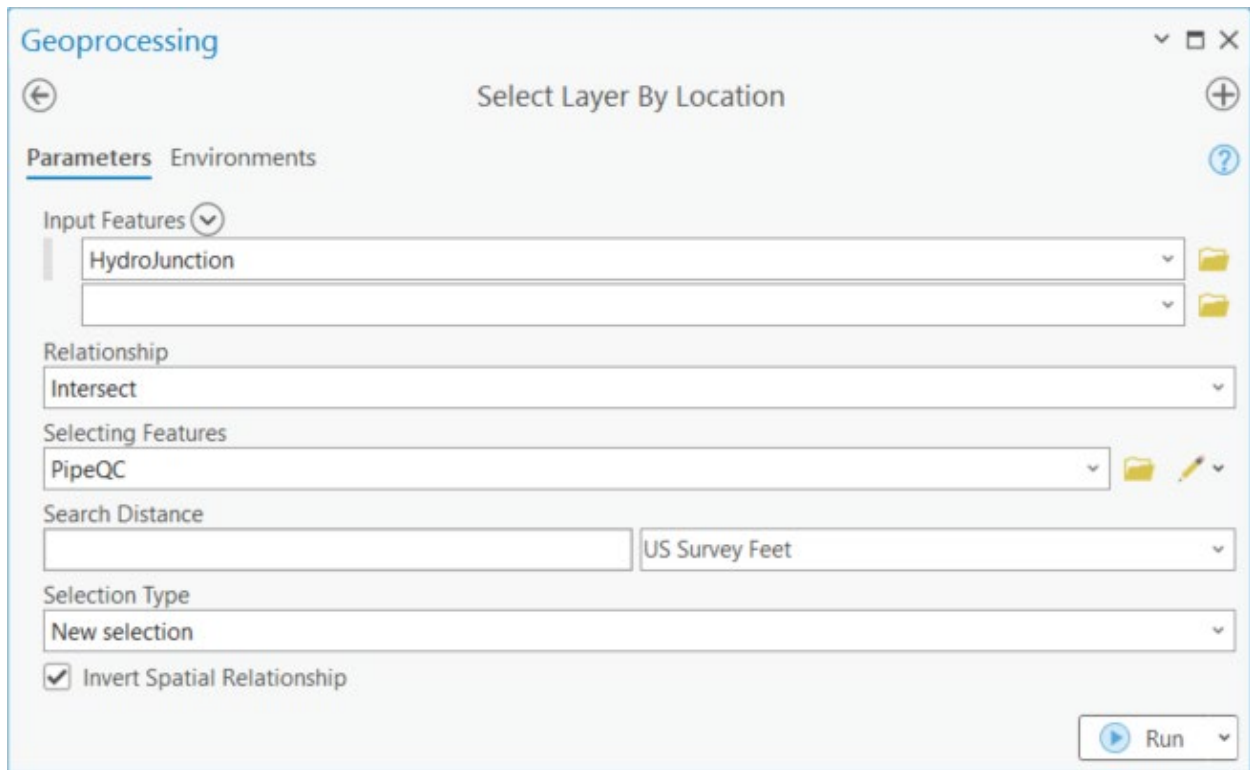 Geoprocessing
Select Layer By Location
Parameters Environments
Input Features
HydroJunction
Relationship
Intersect
Selecting Features
PipeQC
Search Distance
US Survey Feet
Selection Type
New selection
Invert Spatial Relationship
Run